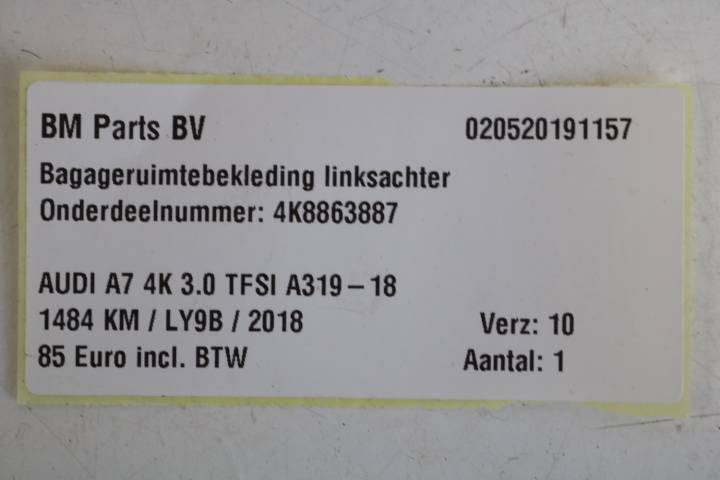 BM Parts BV 020520191157
Bagageruimtebekleding linksachter
Onderdeelnummer: 4K8863887
AUDI A7 4K 3.0 TFSI A319-18
1484 KM / LY9B / 2018 Verz: 10
85 Euro incl. BTW Aantal: 1